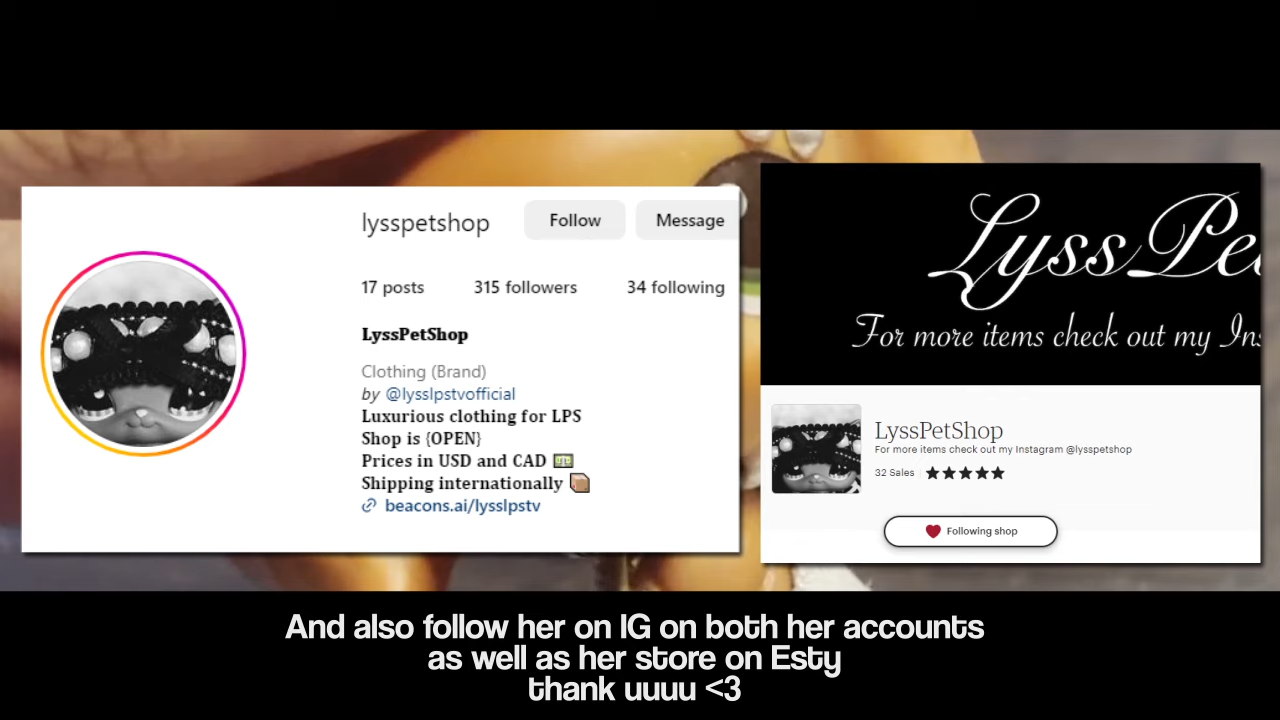 lysspetshop
Follow
Message
17 posts
315 followers
34 following
LyssPetShop
Clothing (Brand)
by @lysslpstvofficial
Luxurious clothing for LPS
Shop is {OPEN}
Prices in USD and CAD 💵
Shipping internationally 📦
beacons.ai/lysslpstv
Lyss Pe
For more items check out my Ins
LyssPetShop
For more items check out my Instagram @lysspetshop
32 Sales ★★★★★
Following shop
And also follow her on IG on both her accounts
as well as her store on Esty
thank uuuu <3